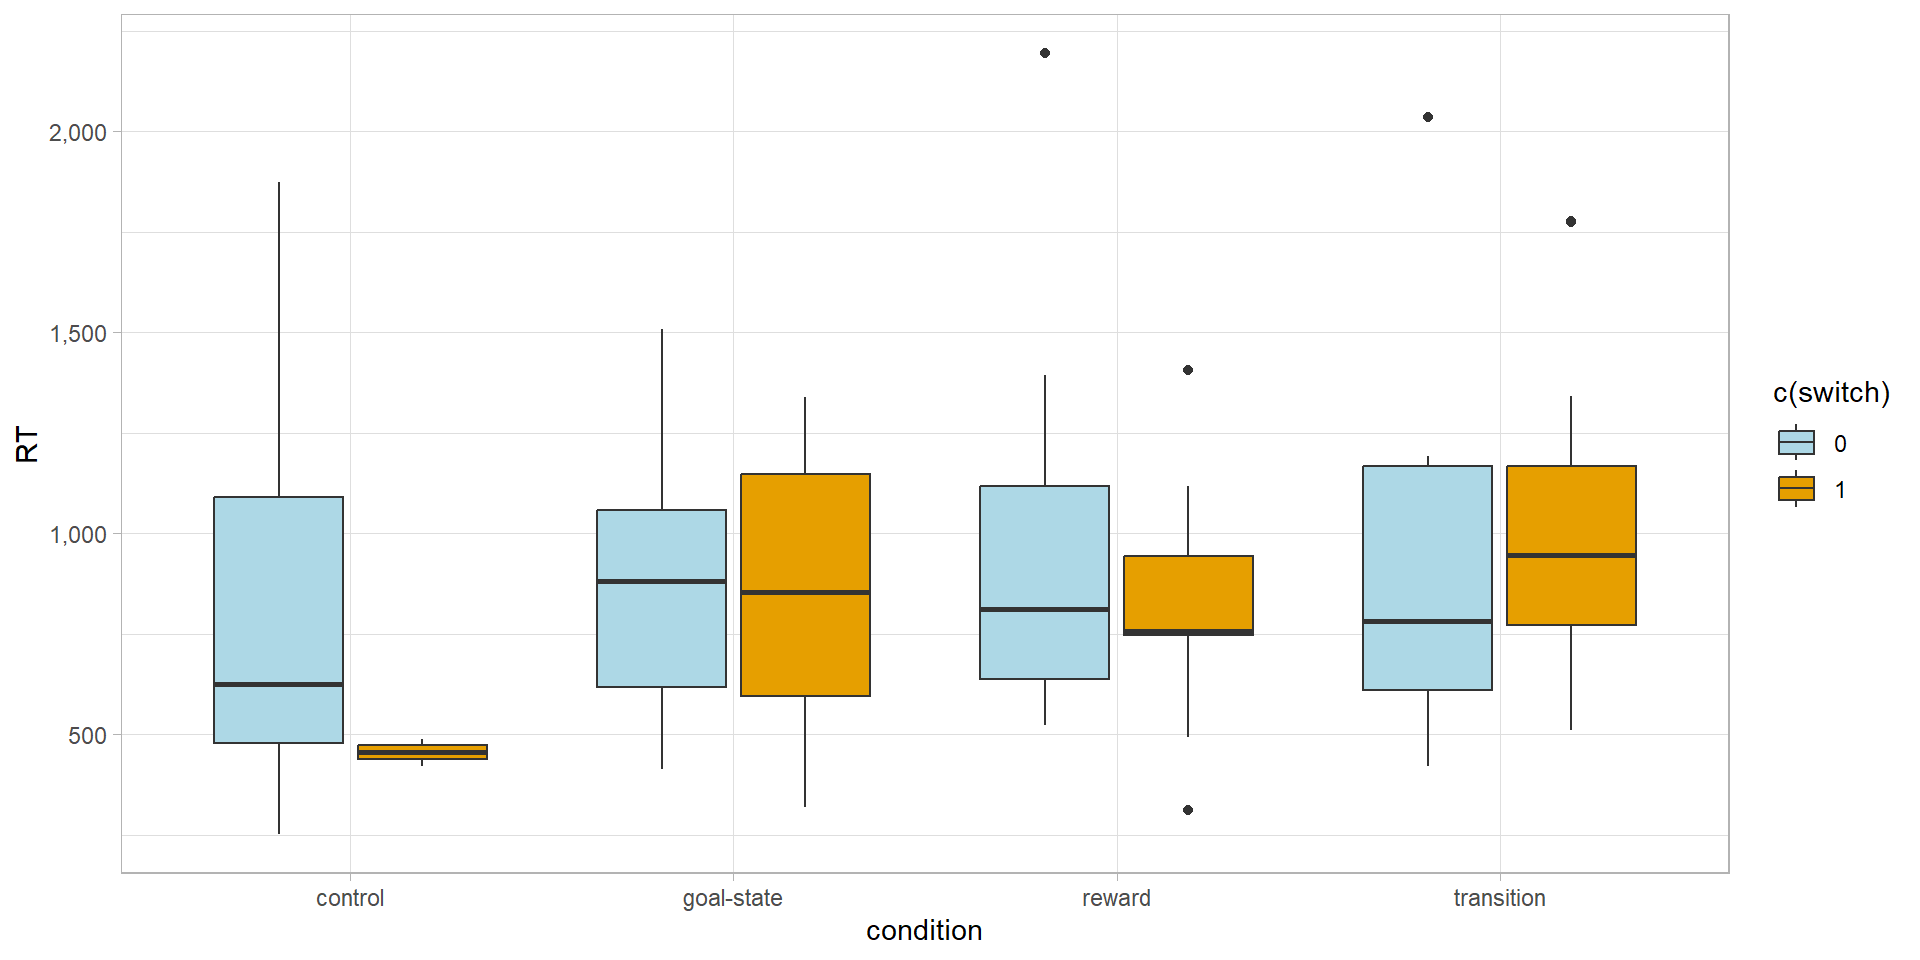 2,000
1,500
1,000
500
RT
control
goal-state
reward
transition
condition
c(switch)
0
1